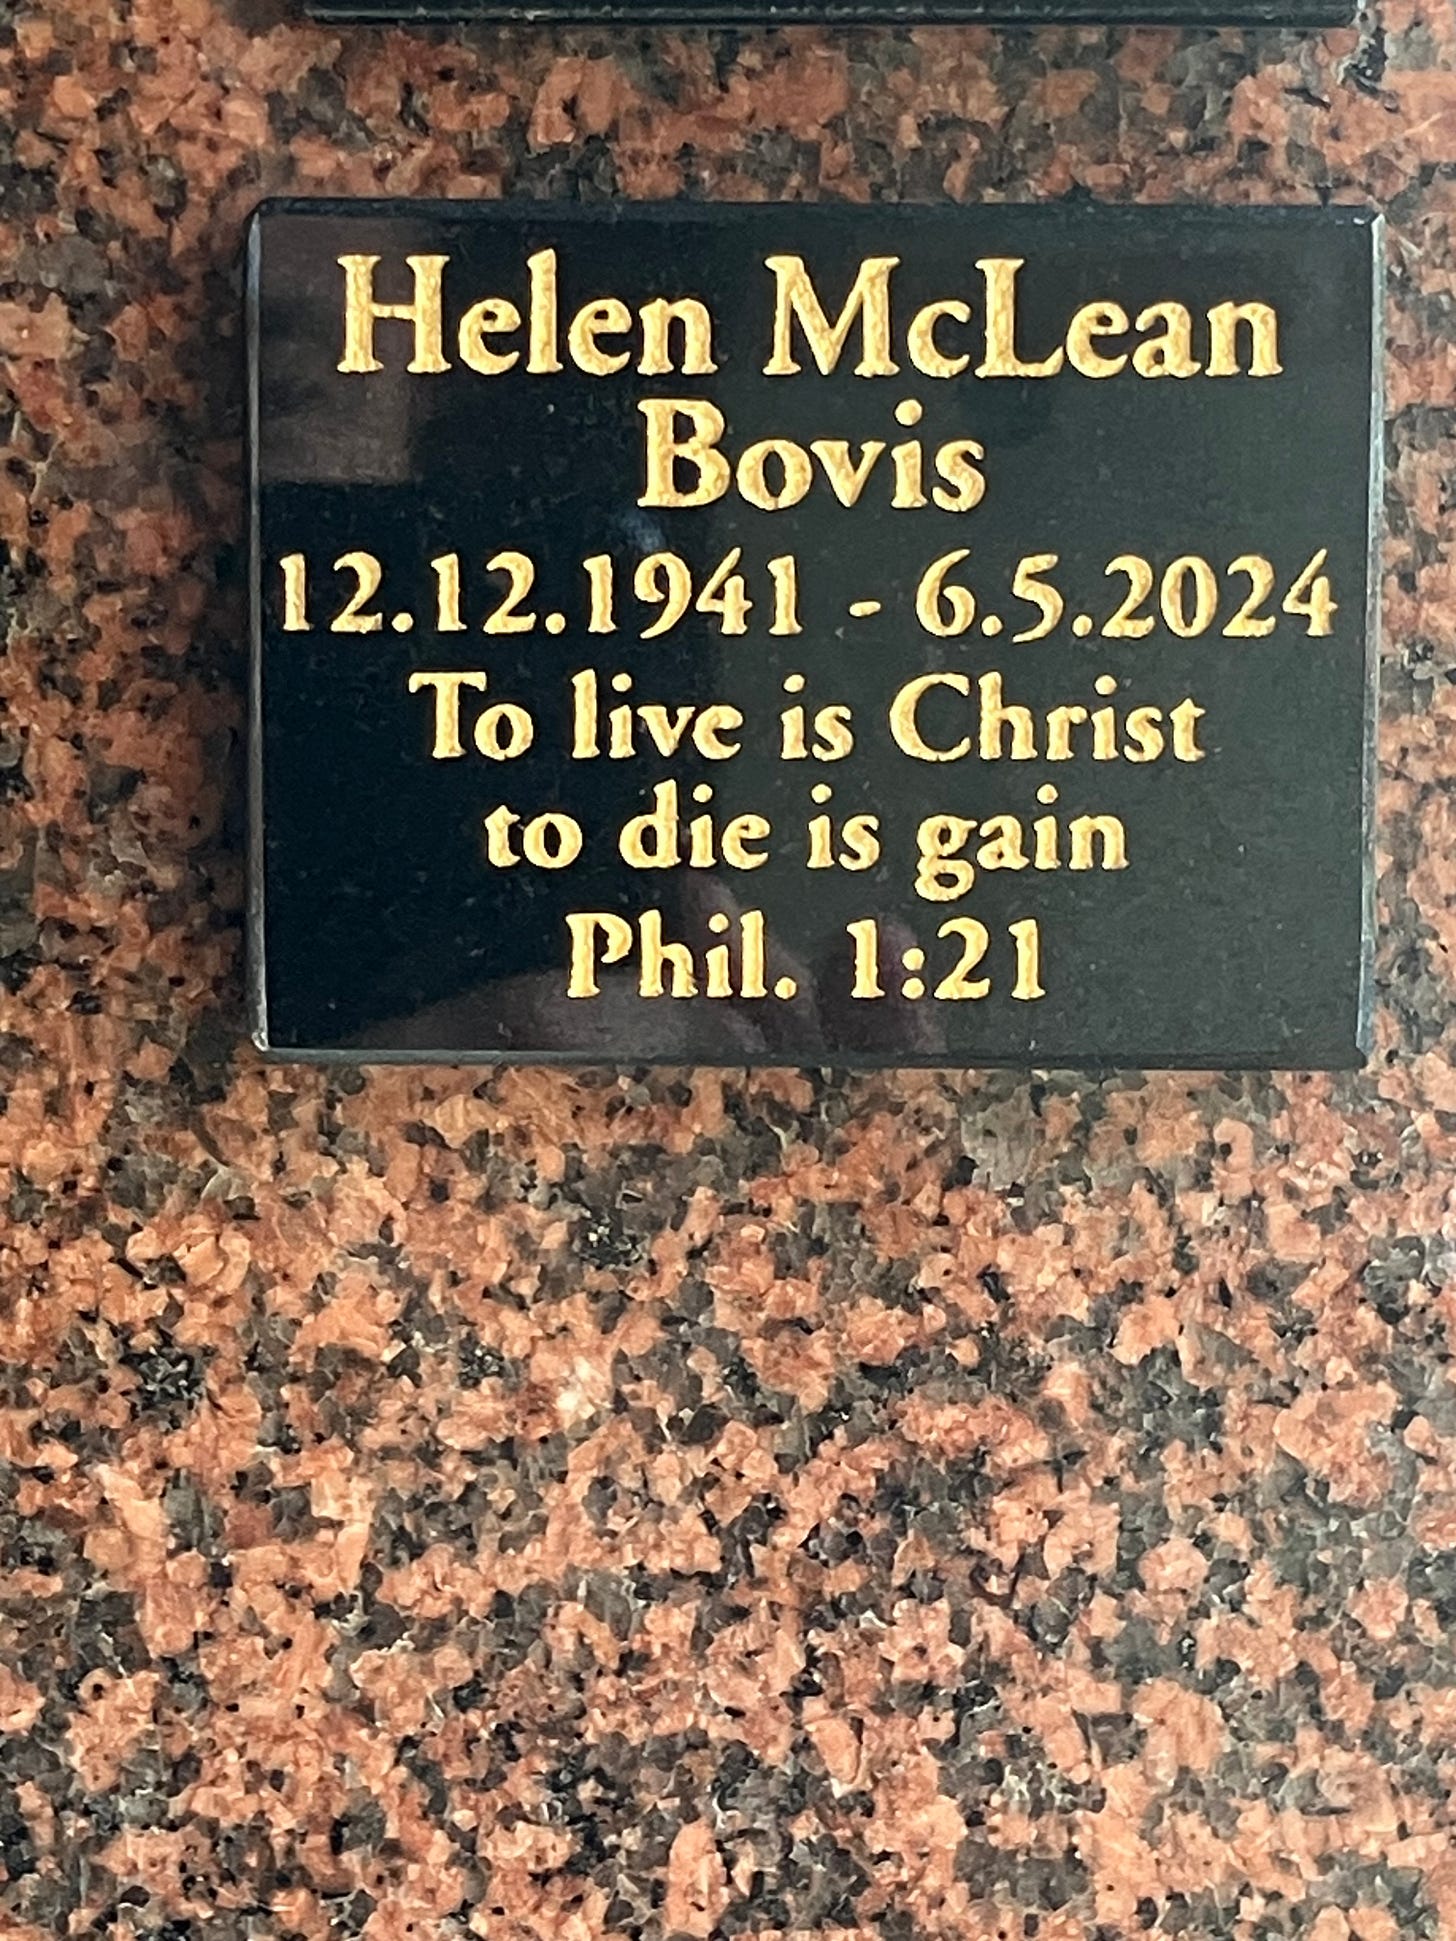 Helen McLean
Bovis
12.12.1941 - 6.5.2024
To live is Christ
to die is gain
Phil. 1:21